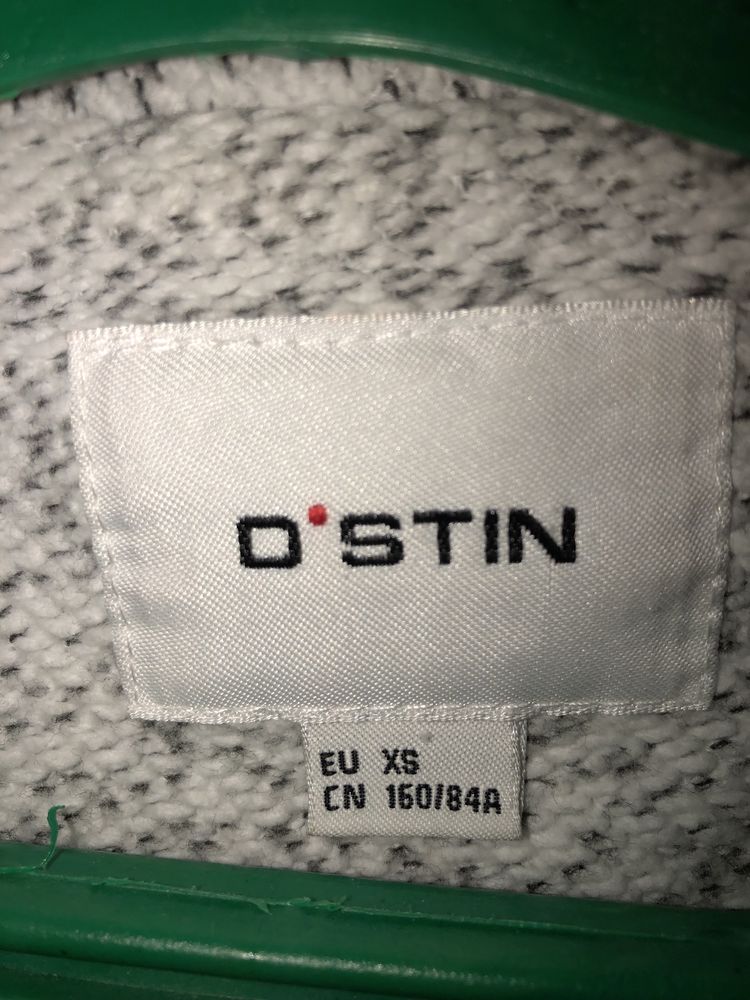 O'STIN
EU XS
CN 160/84A